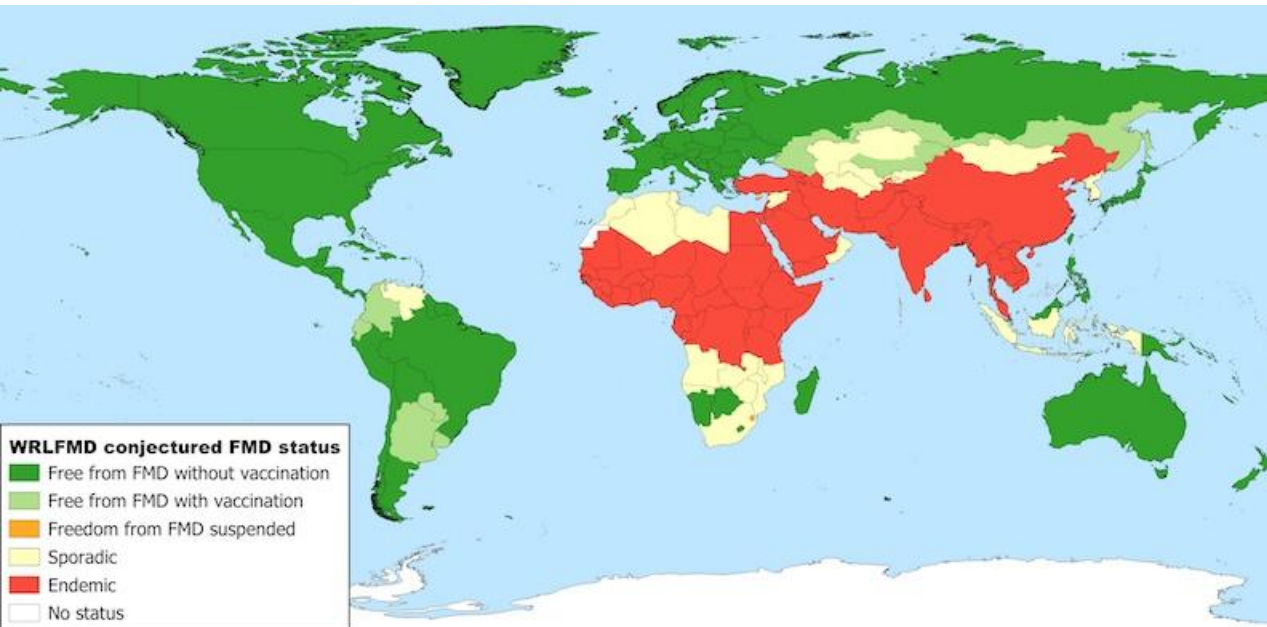 WRLFMD conjectured FMD status
Free from FMD without vaccination
Free from FMD with vaccination
Freedom from FMD suspended
Sporadic
Endemic
No status